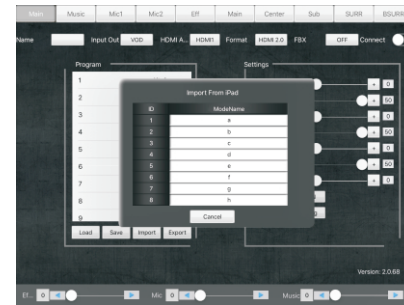 Main Music Mic1 Mic2 Eff Main Center Sub SURR BSURR
Name Input Out VOD HDMI A... HDMI1 Format HDMI 2.0 FBX OFF Connect
Program Settings
1
2
3
4
5
6
7
8
9
+ 0
+ 50
+ 0
+ 50
+ 0
+ 50
+ 0
Import From iPad
ID ModeName
1 a
2 b
3 c
4 d
5 e
6 f
7 g
8 h
Cancel
Load Save Import Export
Version: 2.0.68
Ef... 0 Mic 0 Music 0